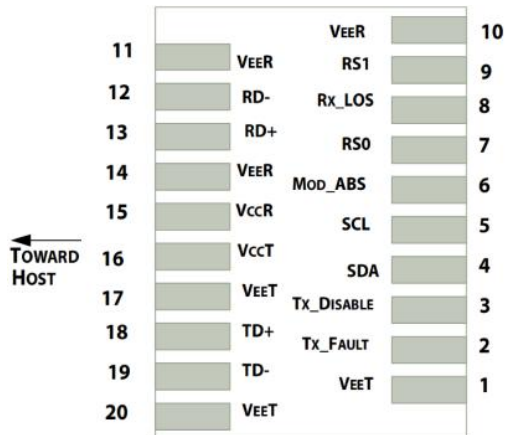 VEER 10
11 VEER
RS1 9
12 RD-
RX_LOS 8
13 RD+
RS0 7
14 VEER
MOD_ABS 6
15 VCCR
SCL 5
TOWARD
HOST
16 VCCT
SDA 4
17 VEET
TX_DISABLE 3
18 TD+
TX_FAULT 2
19 TD-
VEET 1
20 VEET